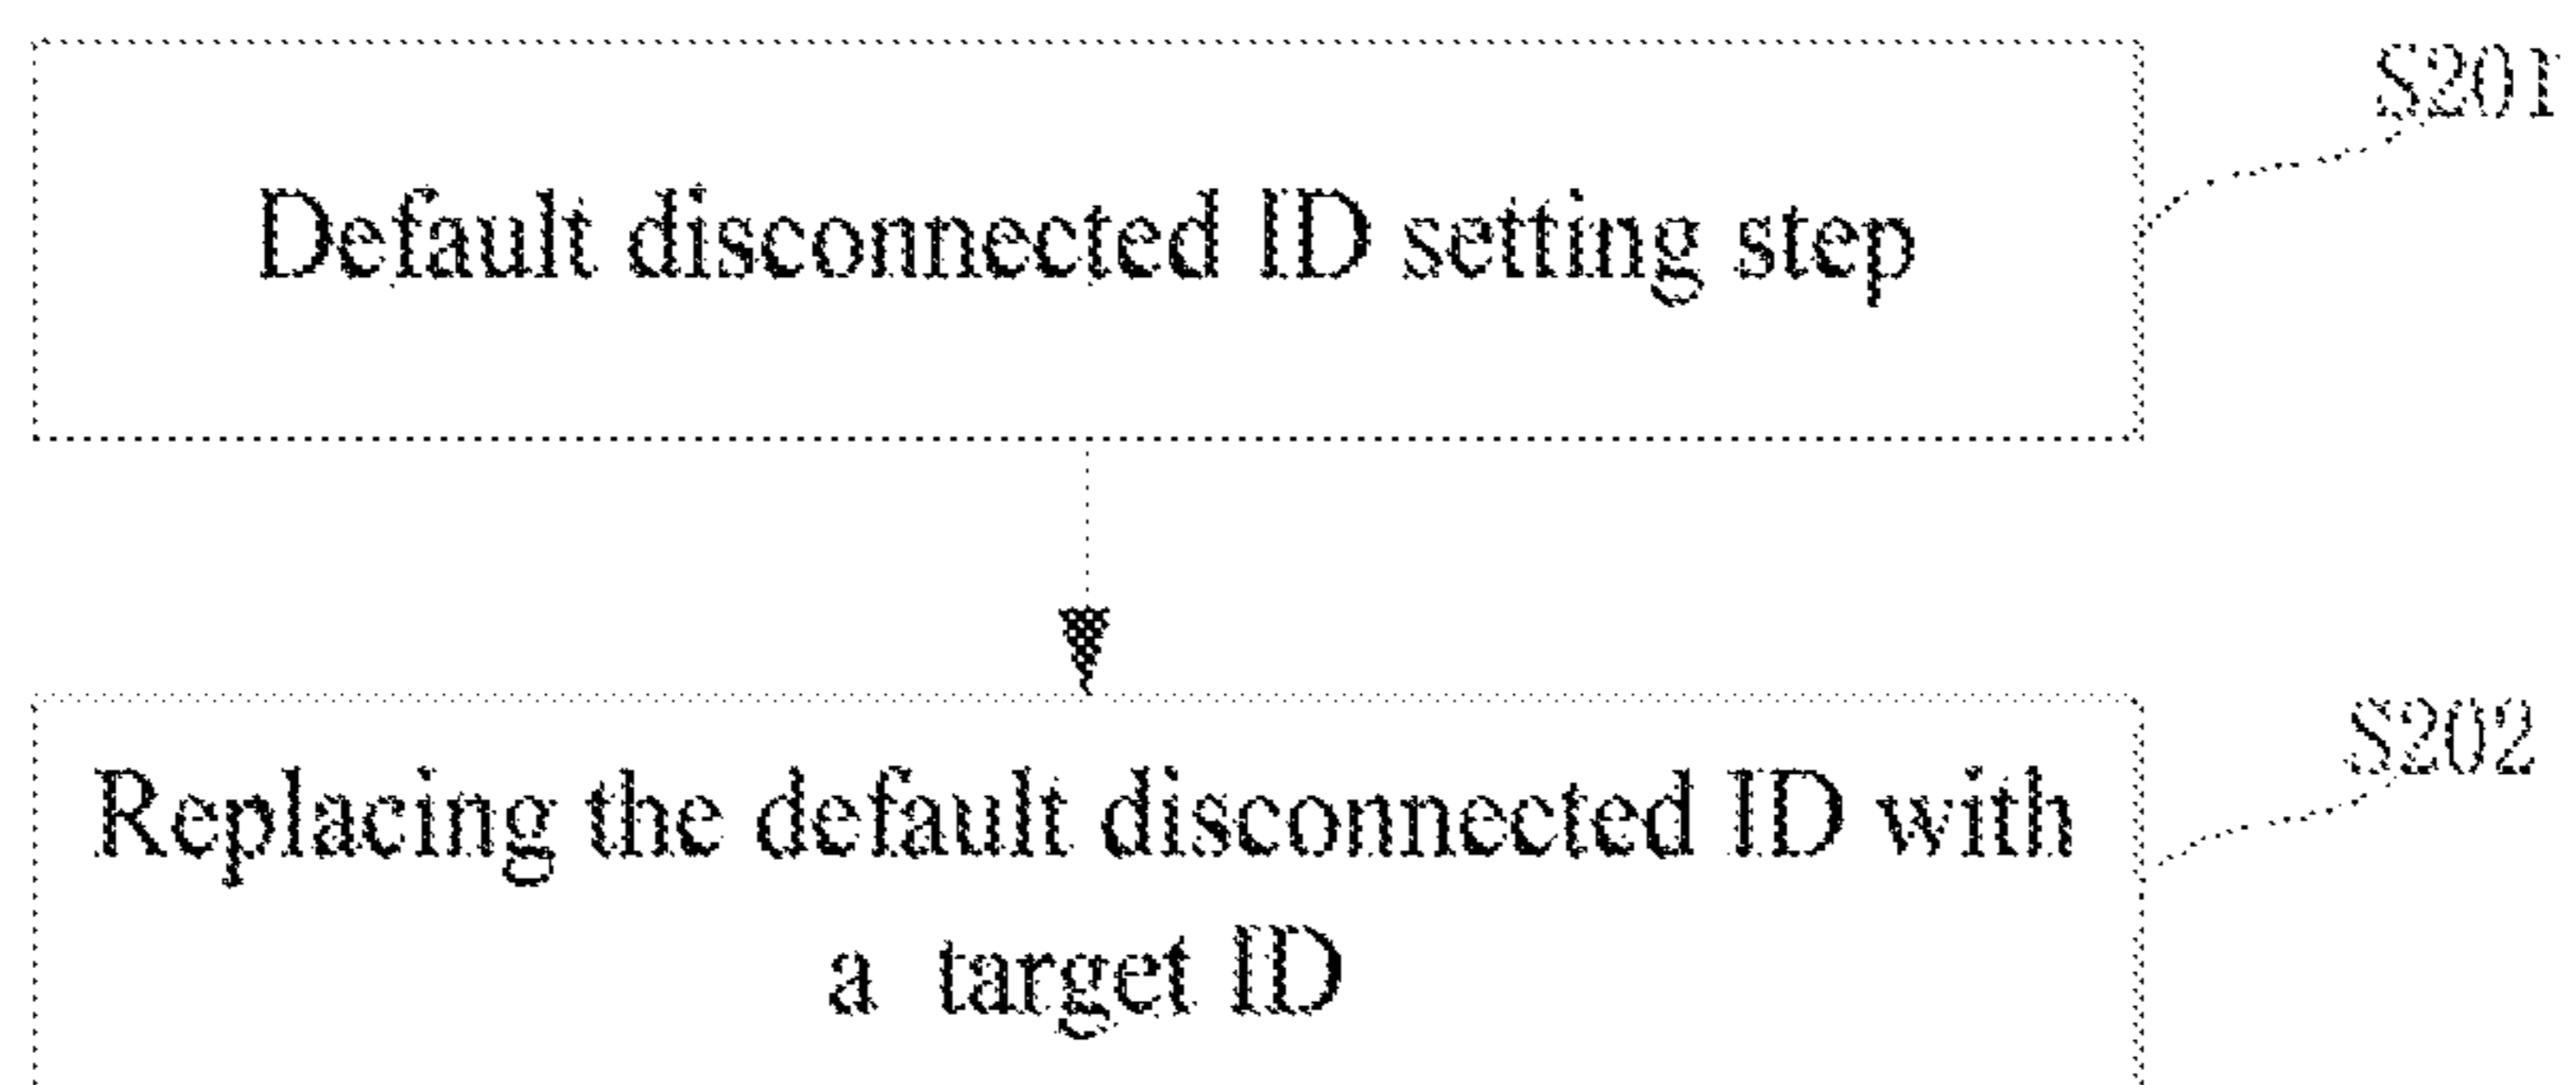 S201
Default disconnected ID setting step
S202
Replacing the default disconnected ID with
a target ID